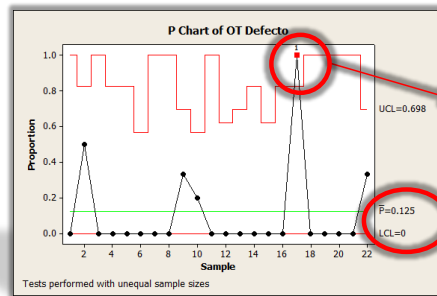 P Chart of OT Defecto
1
1.0
0.8
0.6
0.4
0.2
0.0
Proportion
UCL=0.698
P̅=0.125
LCL=0
2 4 6 8 10 12 14 16 18 20 22
Sample
Tests performed with unequal sample sizes